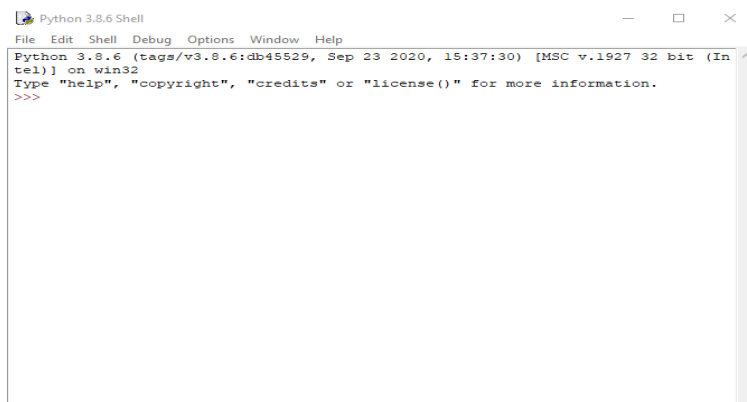 Python 3.8.6 Shell
File Edit Shell Debug Options Window Help
Python 3.8.6 (tags/v3.8.6:db45529, Sep 23 2020, 15:37:30) [MSC v.1927 32 bit (In
tel)] on win32
Type "help", "copyright", "credits" or "license()" for more information.
>>>